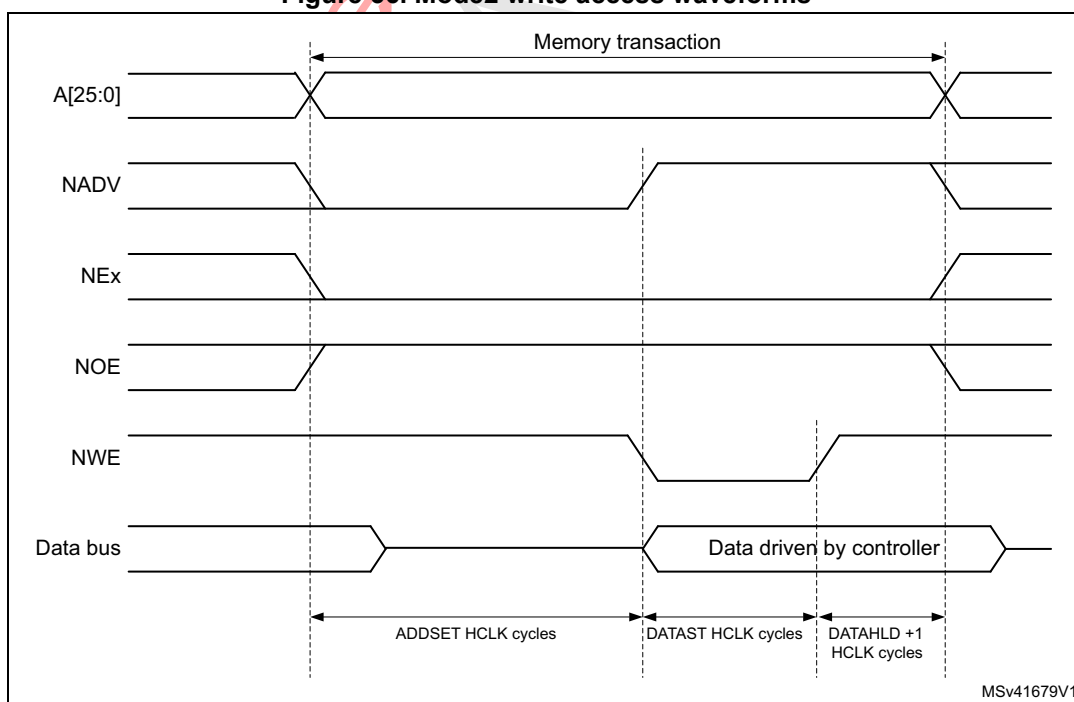 Memory transaction
A[25:0]
NADV
NEx
NOE
NWE
Data bus
Data driven by controller
ADDSET HCLK cycles
DATAST HCLK cycles
DATAHLD +1
HCLK cycles
MSv41679V1